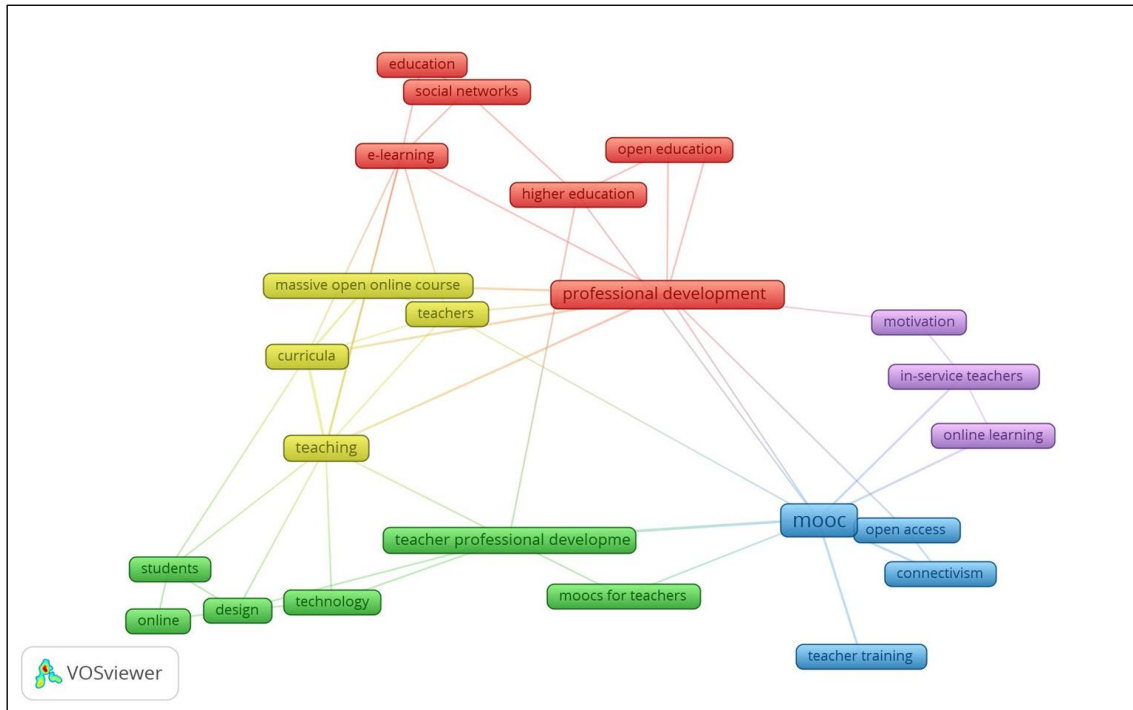 education
social networks
e-learning
open education
higher education
massive open online course
professional development
teachers
motivation
curricula
in-service teachers
online learning
teaching
mooc
open access
teacher professional developme
connectivism
students
moocs for teachers
technology
design
online
teacher training
VOSviewer